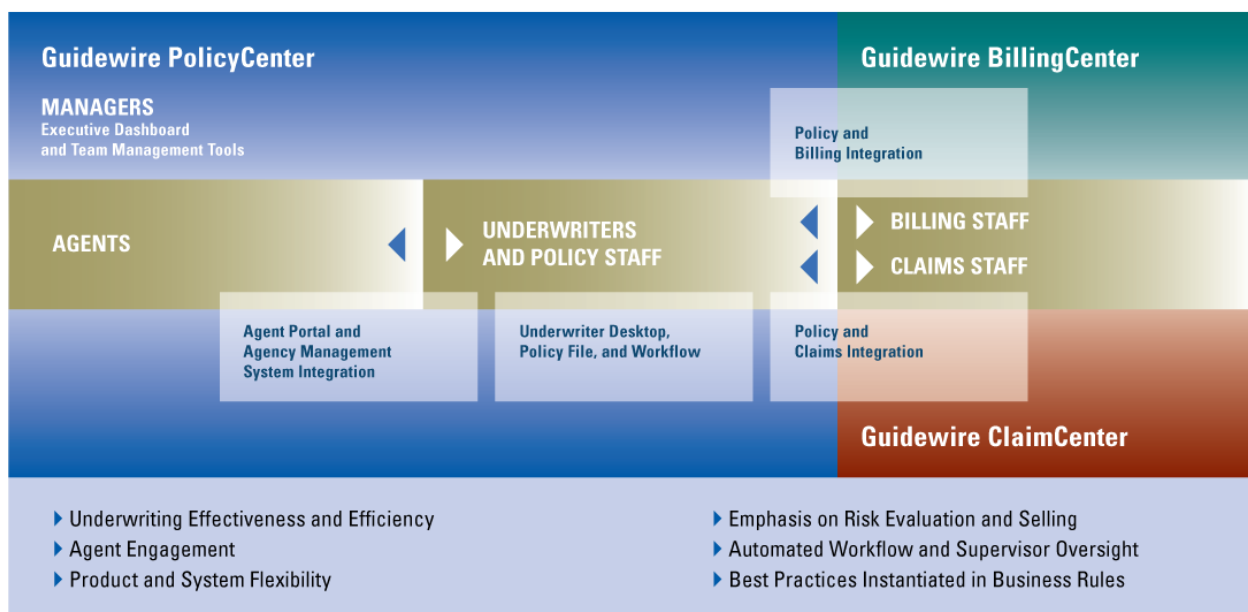 Guidewire PolicyCenter
Guidewire BillingCenter
MANAGERS
Executive Dashboard
and Team Management Tools
Policy and
Billing Integration
AGENTS
UNDERWRITERS
AND POLICY STAFF
BILLING STAFF
CLAIMS STAFF
Agent Portal and
Agency Management
System Integration
Underwriter Desktop,
Policy File, and Workflow
Policy and
Claims Integration
Guidewire ClaimCenter
Underwriting Effectiveness and Efficiency
Agent Engagement
Product and System Flexibility
Emphasis on Risk Evaluation and Selling
Automated Workflow and Supervisor Oversight
Best Practices Instantiated in Business Rules